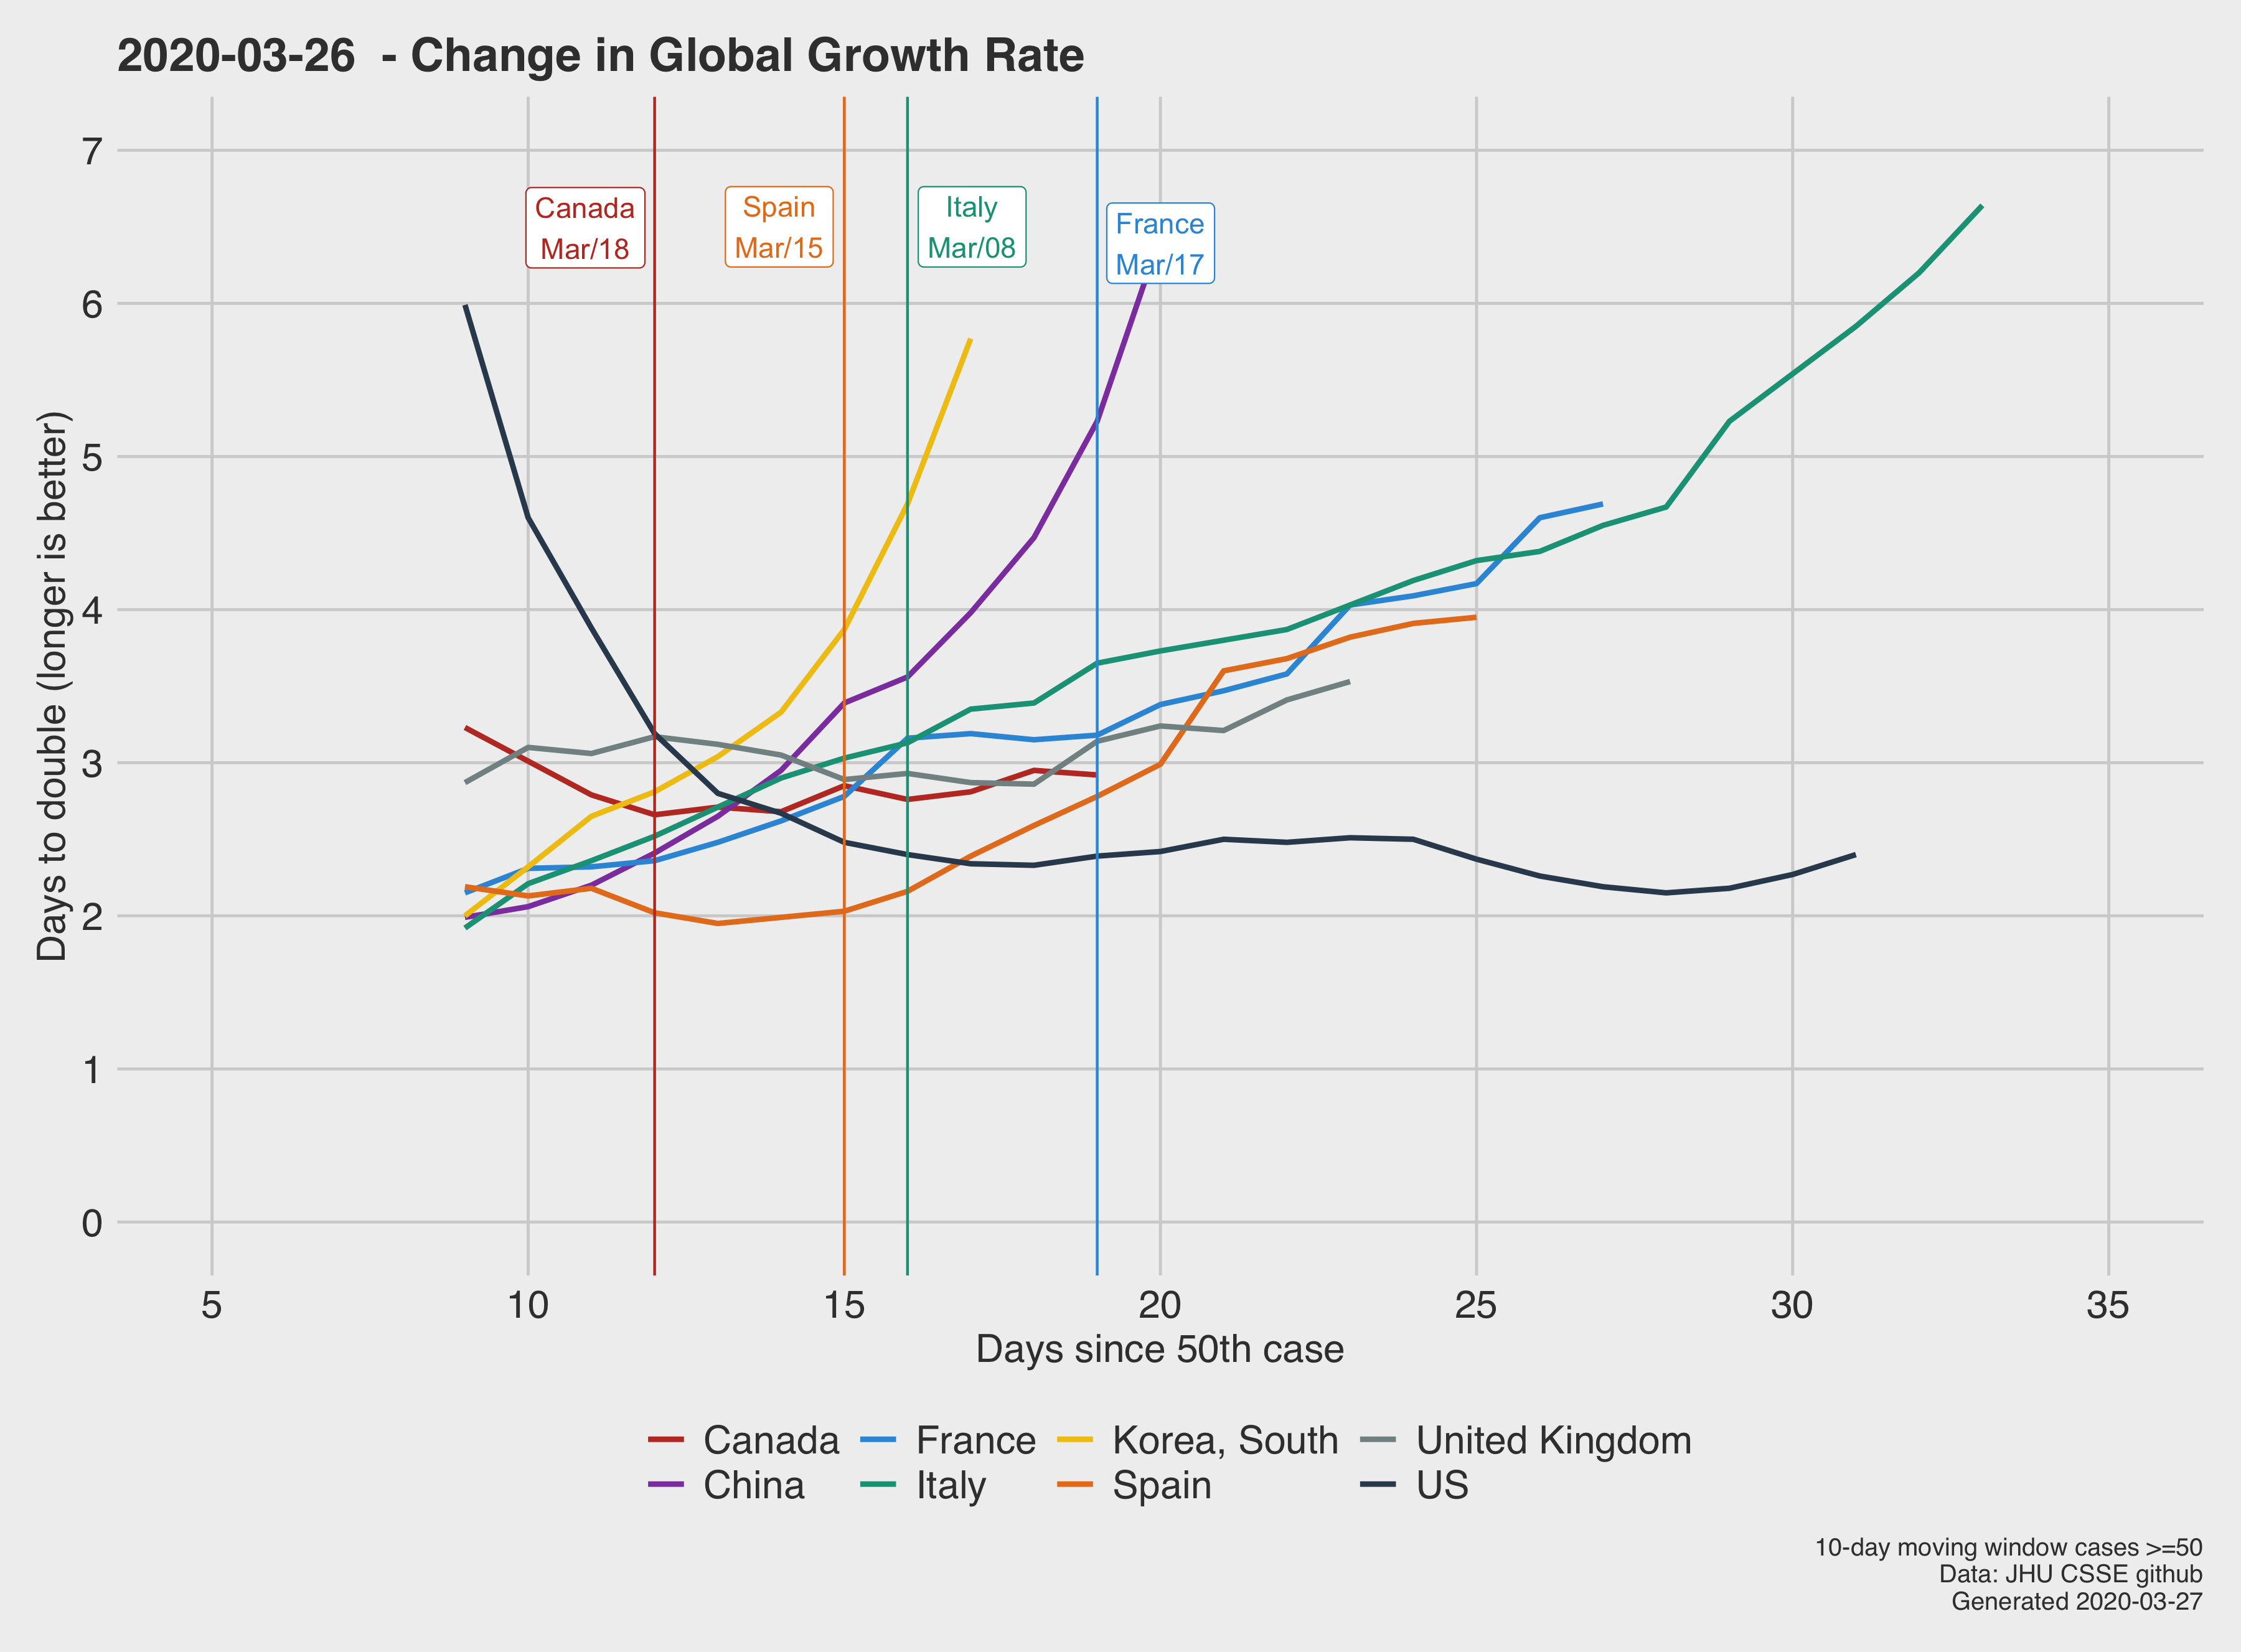 2020-03-26  - Change in Global Growth Rate
Days to double (longer is better)
7
6
5
4
3
2
1
0
Canada
Mar/18
Spain
Mar/15
Italy
Mar/08
France
Mar/17
5 10 15 20 25 30 35
Days since 50th case
Canada France Korea, South United Kingdom
China Italy Spain US
10-day moving window cases >=50
Data: JHU CSSE github
Generated 2020-03-27